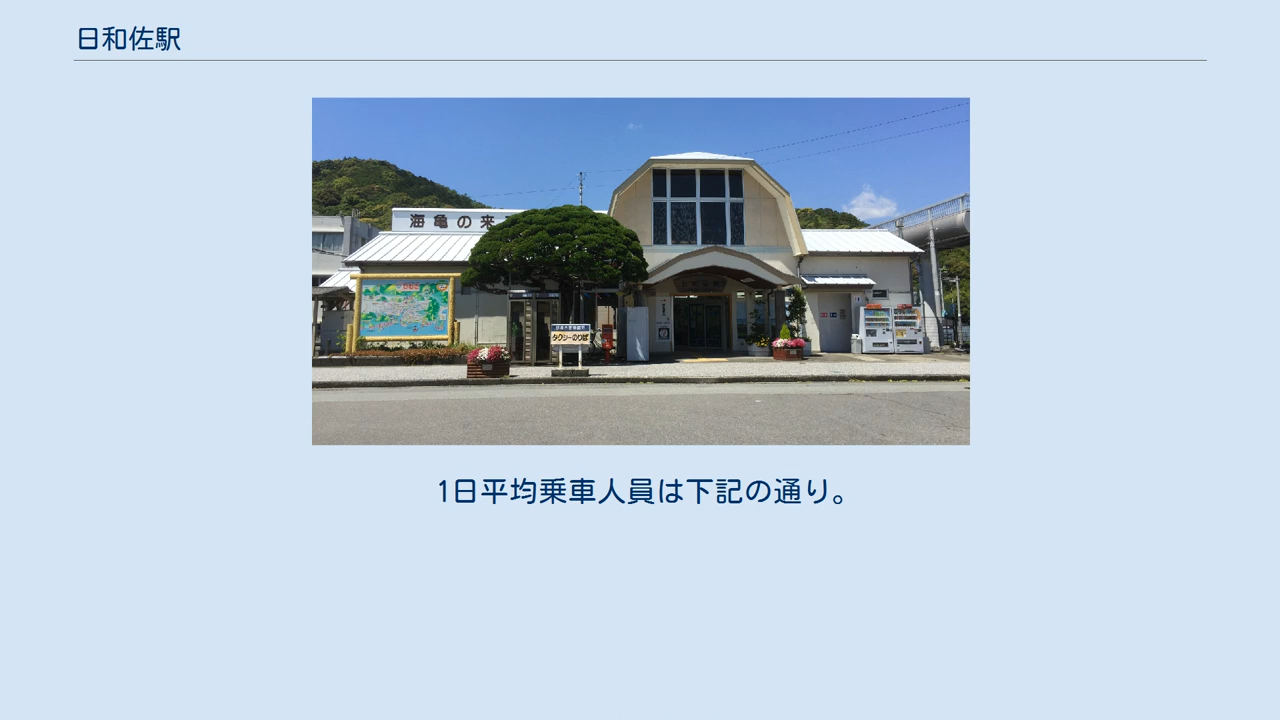 日和佐駅
海亀の来
タクシーのりば
1日平均乗車人員は下記の通り。